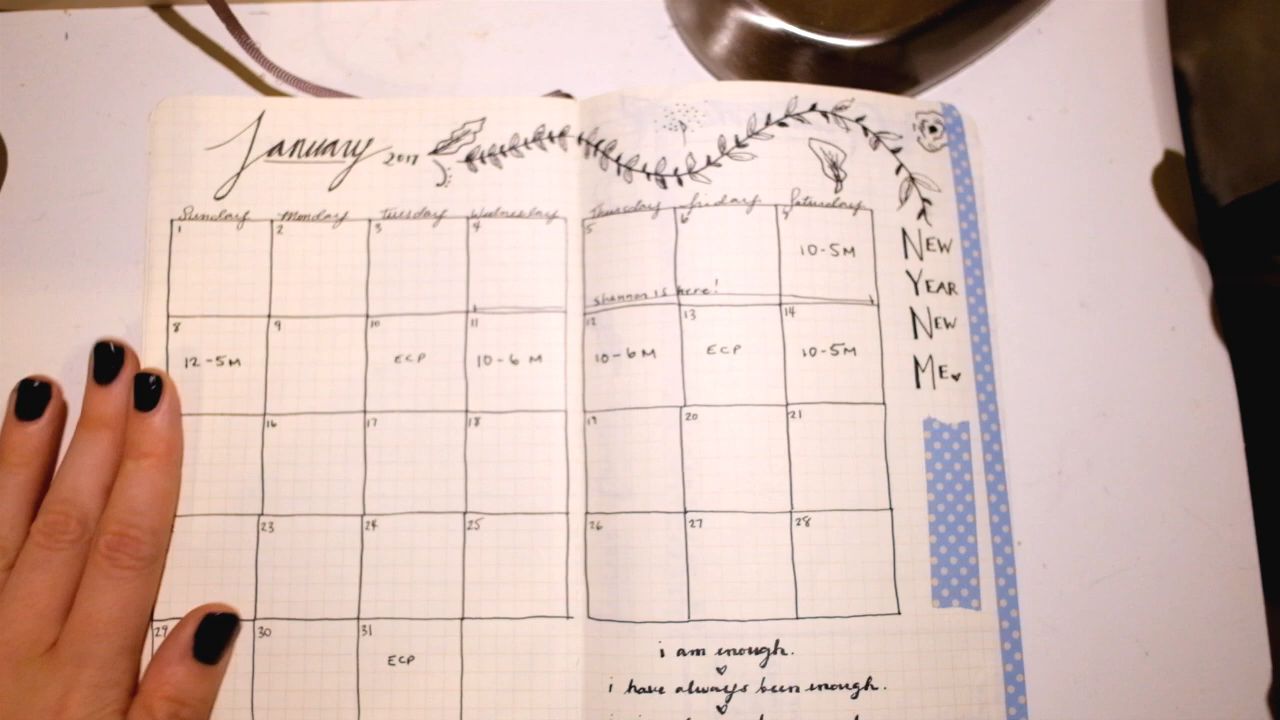 January 2017
Sunday Monday Tuesday Wednesday Thursday Friday Saturday
1 2 3 4 5 6 7
10-5M
shannon is here!
8 9 10 11 12 13 14
12-5M ECP 10-6 M 10-6 M ECP 10-5M
16 17 18 19 20 21
23 24 25 26 27 28
29 30 31
ECP
NEW
YEAR
NEW
ME
i am enough.
i have always been enough.